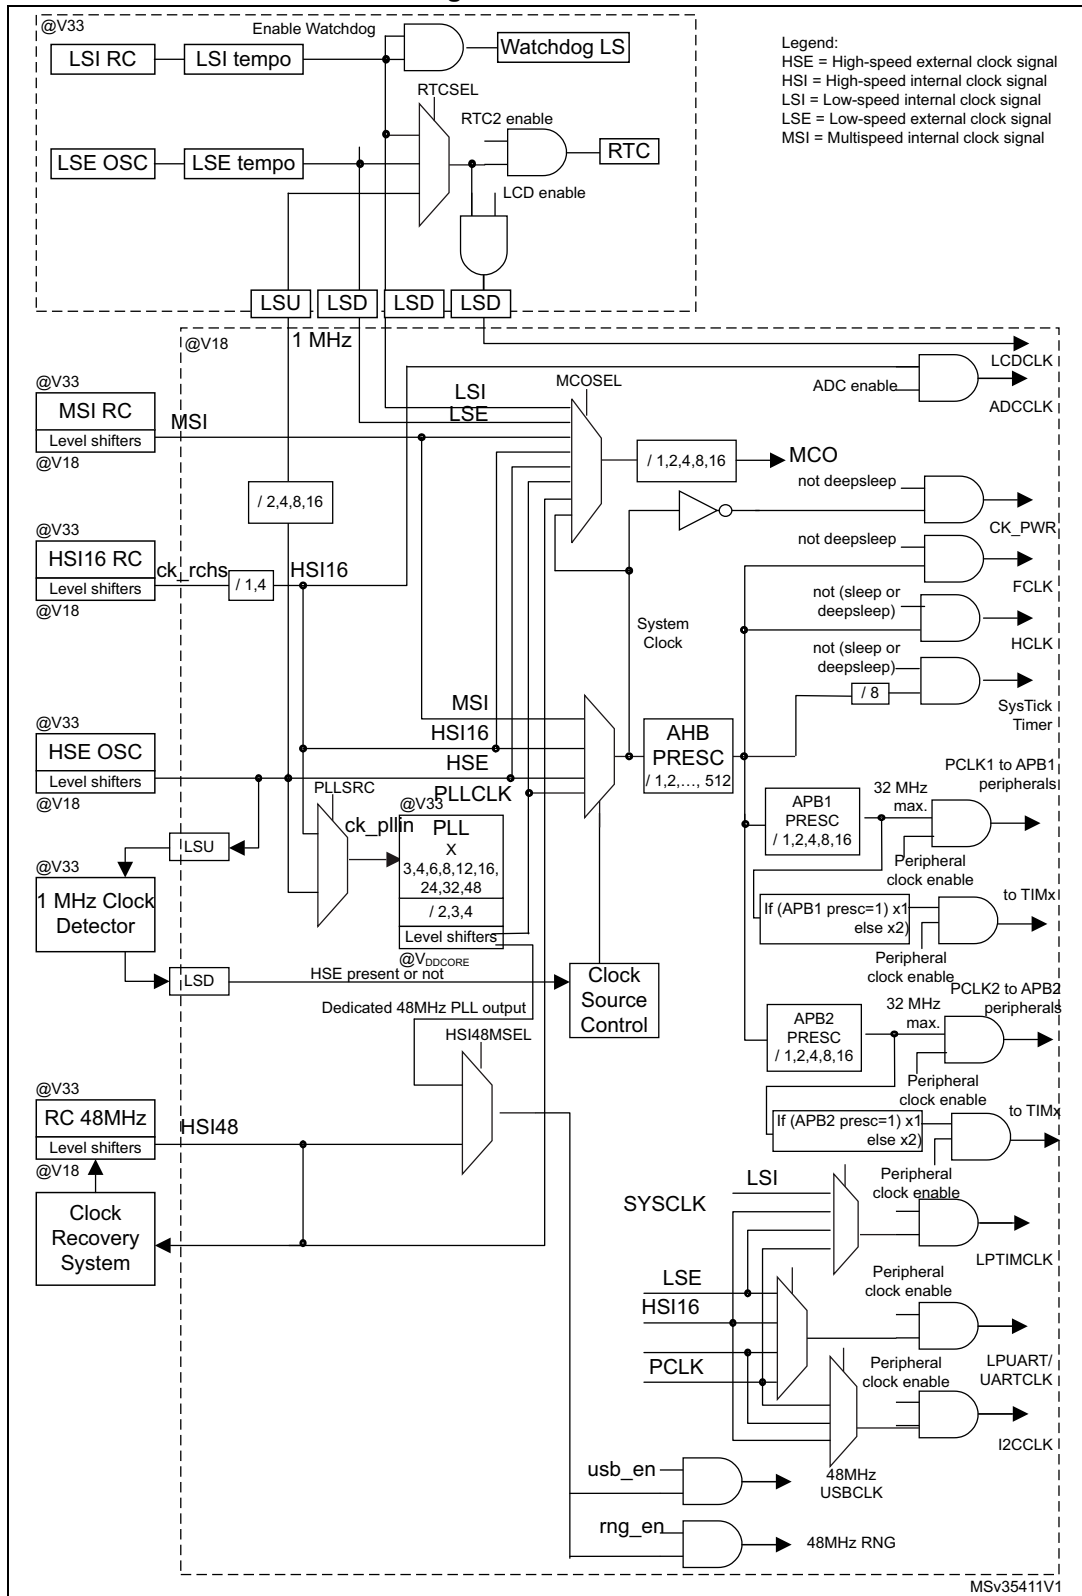 @V33
Enable Watchdog
LSI RC
LSI tempo
Watchdog LS
Legend:
HSE = High-speed external clock signal
HSI = High-speed internal clock signal
LSI = Low-speed internal clock signal
LSE = Low-speed external clock signal
MSI = Multispeed internal clock signal
RTCSEL
RTC2 enable
LSE OSC
LSE tempo
RTC
LCD enable
LSU
LSD
LSD
LSD
@V18
1 MHz
LCDCLK
@V33
MSI RC
Level shifters
@V18
MSI
LSI
LSE
MCOSEL
ADC enable
ADCCLK
/ 1,2,4,8,16
MCO
/ 2,4,8,16
not deepsleep
CK_PWR
@V33
HSI16 RC
Level shifters
@V18
ck_rchs
/ 1,4
HSI16
not deepsleep
FCLK
not (sleep or
deepsleep)
HCLK
System
Clock
not (sleep or
deepsleep)
/ 8
SysTick
Timer
MSI
HSI16
HSE
PLLCLK
AHB
PRESC
/ 1,2,..., 512
@V33
HSE OSC
Level shifters
@V18
PLLSRC
ck_pllin
@V33
PLL
X
3,4,6,8,12,16,
24,32,48
/ 2,3,4
Level shifters
@VDDCORE
PCLK1 to APB1
peripherals
32 MHz
max.
APB1
PRESC
/ 1,2,4,8,16
Peripheral
clock enable
LSU
@V33
1 MHz Clock
Detector
LSD
HSE present or not
Clock
Source
Control
to TIMx
If (APB1 presc=1) x1
else x2)
Peripheral
clock enable
PCLK2 to APB2
peripherals
32 MHz
max.
APB2
PRESC
/ 1,2,4,8,16
Peripheral
clock enable
Dedicated 48MHz PLL output
HSI48MSEL
@V33
RC 48MHz
Level shifters
@V18
HSI48
to TIMx
If (APB2 presc=1) x1
else x2)
Peripheral
clock enable
Clock
Recovery
System
LSI
SYSCLK
LPTIMCLK
LSE
HSI16
PCLK
Peripheral
clock enable
LPUART/
UARTCLK
Peripheral
clock enable
I2CCLK
usb_en
48MHz
USBCLK
rng_en
48MHz RNG
MSv35411V1